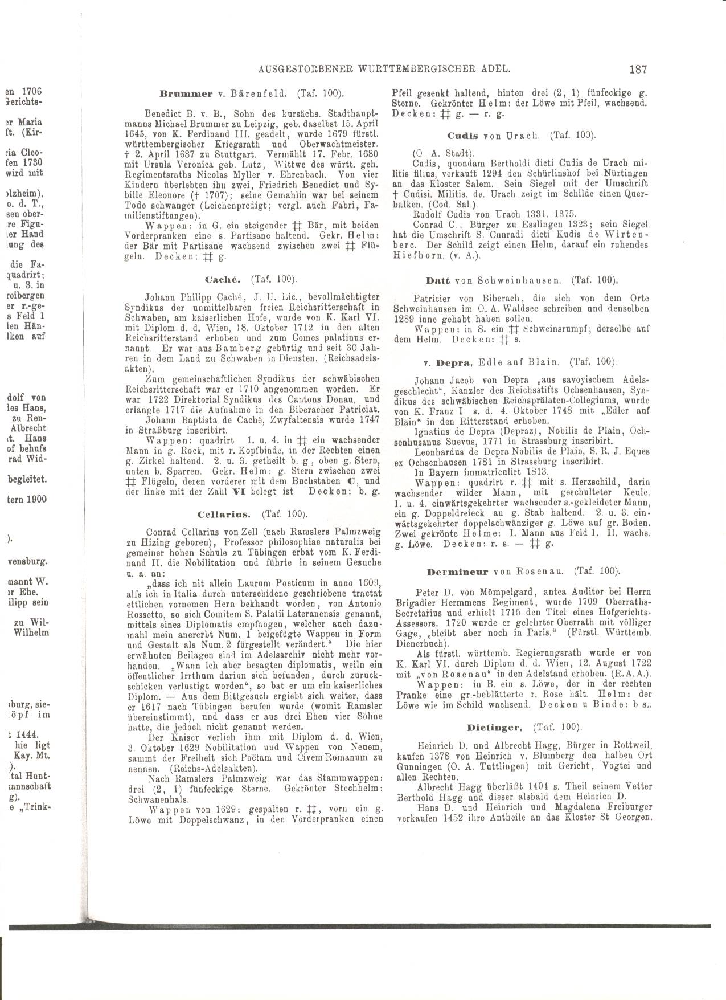 en 1706
Gerichts-
er Maria
ft. (Kir-
ria Cleo-
fen 1730
wird mit
olzheim),
o. d. T.,
sen ober-
re Figu-
ler Hand
lung des
die Fa-
quadrirt;
u. 3. in
reibergen
er r.-ge-
s Feld 1
len Hän-
lken auf
dolf von
les Hans,
zu Ren-
Albrecht
t. Hans
of behufs
rad Wid-
begleitet.
tern 1900
).
vensburg.
nannt W.
ir Ehe.
ilipp sein
zu Wil-
Wilhelm
burg, sie-
öpf im
t 1444.
hie ligt
Kay. Mt.
).
tal Hunt-
annschaft
g).
e „Trink-
AUSGESTORBENER WURTTEMBERGISCHER ADEL. 187
Brummer v. Bärenfeld. (Taf. 100).
Benedict B. v. B., Sohn des kursächs. Stadthaupt-
manns Michael Brummer zu Leipzig, geb. daselbst 15. April
1645, von K. Ferdinand III. geadelt, wurde 1679 fürstl.
württembergischer Kriegsrath und Oberwachtmeister.
† 2. April 1687 zu Stuttgart. Vermählt 17. Febr. 1680
mit Ursula Veronica geb. Lutz, Wittwe des württ. geh.
Regimentsraths Nicolas Myller v. Ehrenbach. Von vier
Kindern überlebten ihn zwei, Friedrich Benedict und Sy-
bille Eleonore († 1707); seine Gemahlin war bei seinem
Tode schwanger (Leichenpredigt; vergl. auch Fabri, Fa-
milienstiftungen).
Wappen: in G. ein steigender ‡‡ Bär, mit beiden
Vorderpranken eine s. Partisane haltend. Gekr. Helm:
der Bär mit Partisane wachsend zwischen zwei ‡‡ Flü-
geln. Decken: ‡‡ g.
Caché. (Taf. 100).
Johann Philipp Caché, J. U. Lic., bevollmächtigter
Syndikus der unmittelbaren freien Reichsritterschaft in
Schwaben, am kaiserlichen Hofe, wurde von K. Karl VI.
mit Diplom d. d. Wien, 18. Oktober 1712 in den alten
Reichsritterstand erhoben und zum Comes palatinus er-
nannt. Er war aus Bamberg gebürtig und seit 30 Jah-
ren in dem Land zu Schwaben in Diensten. (Reichsadels-
akten).
Zum gemeinschaftlichen Syndikus der schwäbischen
Reichsritterschaft war er 1710 angenommen worden. Er
war 1722 Direktorial Syndikus des Cantons Donau, und
erlangte 1717 die Aufnahme in den Biberacher Patriciat.
Johann Baptista de Caché, Zwyfaltensis wurde 1747
in Straßburg inscribirt.
Wappen: quadrirt 1. u. 4. in ‡‡ ein wachsender
Mann in g. Rock, mit r. Kopfbinde, in der Rechten einen
g. Zirkel haltend. 2. u. 3. getheilt b. g, oben g. Stern,
unten b. Sparren. Gekr. Helm: g. Stern zwischen zwei
‡‡ Flügeln, deren vorderer mit dem Buchstaben C, und
der linke mit der Zahl VI belegt ist Decken: b. g.
Cellarius. (Taf. 100).
Conrad Cellarius von Zell (nach Ramslers Palmzweig
zu Hizing geboren), Professor philosophiae naturalis bei
gemeiner hohen Schule zu Tübingen erbat vom K. Ferdi-
nand II. die Nobilitation und führte in seinem Gesuche
u. a. an:
„dass ich nit allein Laurum Poeticum in anno 1609,
alfs ich in Italia durch unterschidene geschriebene tractat
ettlichen vornemen Hern bekhandt worden, von Antonio
Rossetto, so sich Comitem S. Palatii Lateranensis genannt,
mittels eines Diplomatis empfangen, welcher auch dazu-
mahl mein anererbt Num. 1 beigefügte Wappen in Form
und Gestalt als Num. 2 fürgestellt verändert.“ Die hier
erwähnten Beilagen sind im Adelsarchiv nicht mehr vor-
handen. „Wann ich aber besagten diplomatis, weiln ein
öffentlicher Irrthum dariun sich befunden, durch zuruck-
schicken verlustigt worden“, so bat er um ein kaiserliches
Diplom. — Aus dem Bittgesuch ergiebt sich weiter, dass
er 1617 nach Tübingen berufen wurde (womit Ramsler
übereinstimmt), und dass er aus drei Ehen vier Söhne
hatte, die jedoch nicht genannt werden.
Der Kaiser verlieh ihm mit Diplom d. d. Wien,
3. Oktober 1629 Nobilitation und Wappen von Neuem,
sammt der Freiheit sich Poëtam und Civem Romanum zu
nennen. (Reichs-Adelsakten).
Nach Ramslers Palmzweig war das Stammwappen:
drei (2, 1) fünfeckige Sterne. Gekrönter Stechhelm:
Schwanenhals.
Wappen von 1629: gespalten r. ‡‡, vorn ein g.
Löwe mit Doppelschwanz, in den Vorderpranken einen
Pfeil gesenkt haltend, hinten drei (2, 1) fünfeckige g.
Sterne. Gekrönter Helm: der Löwe mit Pfeil, wachsend.
Decken: ‡‡ g. — r. g.
Cudis von Urach. (Taf. 100).
(O. A. Stadt).
Cudis, quondam Bertholdi dicti Cudis de Urach mi-
litis filius, verkauft 1294 den Schürlinshof bei Nürtingen
an das Kloster Salem. Sein Siegel mit der Umschrift
† Cudisi. Militis. de. Urach zeigt im Schilde einen Quer-
balken. (Cod. Sal.)
Rudolf Cudis von Urach 1331. 1375.
Conrad C., Bürger zu Esslingen 1323; sein Siegel
hat die Umschrift S. Cunradi dicti Kudis de Wirten-
berc. Der Schild zeigt einen Helm, darauf ein ruhendes
Hiefhorn. (v. A.).
Datt von Schweinhausen. (Taf. 100).
Patricier von Biberach, die sich von dem Orte
Schweinhausen im O. A. Waldsee schreiben und denselben
1289 inne gehabt haben sollen.
Wappen: in S. ein ‡‡ Schweinsrumpf; derselbe auf
dem Helm. Decken: ‡‡ s.
v. Depra, Edle auf Blain. (Taf. 100).
Johann Jacob von Depra „aus savoyischem Adels-
geschlecht“, Kanzler des Reichsstifts Ochsenhausen, Syn-
dikus des schwäbischen Reichsprälaten-Collegiums, wurde
von K. Franz I s. d. 4. Oktober 1748 mit „Edler auf
Blain“ in den Ritterstand erhoben.
Ignatius de Depra (Depraz), Nobilis de Plain, Och-
senhusanus Suevus, 1771 in Strassburg inscribirt.
Leonhardus de Depra Nobilis de Plain, S. R. J. Eques
ex Ochsenhausen 1781 in Strassburg inscribirt.
In Bayern immatriculirt 1813.
Wappen: quadrirt r. ‡‡ mit s. Herzschild, darin
wachsender wilder Mann, mit geschulteter Keule.
1. u. 4. einwärtsgekehrter wachsender s.-gekleideter Mann,
ein g. Doppeldreieck an g. Stab haltend. 2. u. 3. ein-
wärtsgekehrter doppelschwänziger g. Löwe auf gr. Boden.
Zwei gekrönte Helme: I. Mann aus Feld 1. II. wachs.
g. Löwe. Decken: r. s. — ‡‡ g.
Dermineur von Rosenau. (Taf. 100).
Peter D. von Mömpelgard, antea Auditor bei Herrn
Brigadier Hermmens Regiment, wurde 1709 Oberraths-
Secretarius und erhielt 1715 den Titel eines Hofgerichts-
Assessors. 1720 wurde er gelehrter Oberrath mit völliger
Gage, „bleibt aber noch in Paris.“ (Fürstl. Württemb.
Dienerbuch).
Als fürstl. württemb. Regierungsrath wurde er von
K. Karl VI. durch Diplom d. d. Wien, 12. August 1722
mit „von Rosenau“ in den Adelstand erhoben. (R. A. A.).
Wappen: in B. ein s. Löwe, der in der rechten
Pranke eine gr.-beblätterte r. Rose hält. Helm: der
Löwe wie im Schild wachsend. Decken u Binde: b s..
Dietinger. (Taf. 100).
Heinrich D. und Albrecht Hagg, Bürger in Rottweil,
kaufen 1378 von Heinrich v. Blumberg den halben Ort
Gunningen (O. A. Tuttlingen) mit Gericht, Vogtei und
allen Rechten.
Albrecht Hagg überläßt 1404 s. Theil seinem Vetter
Berthold Hagg und dieser alsbald dem Heinrich D.
Hans D. und Heinrich und Magdalena Freiburger
verkaufen 1452 ihre Antheile an das Kloster St Georgen.